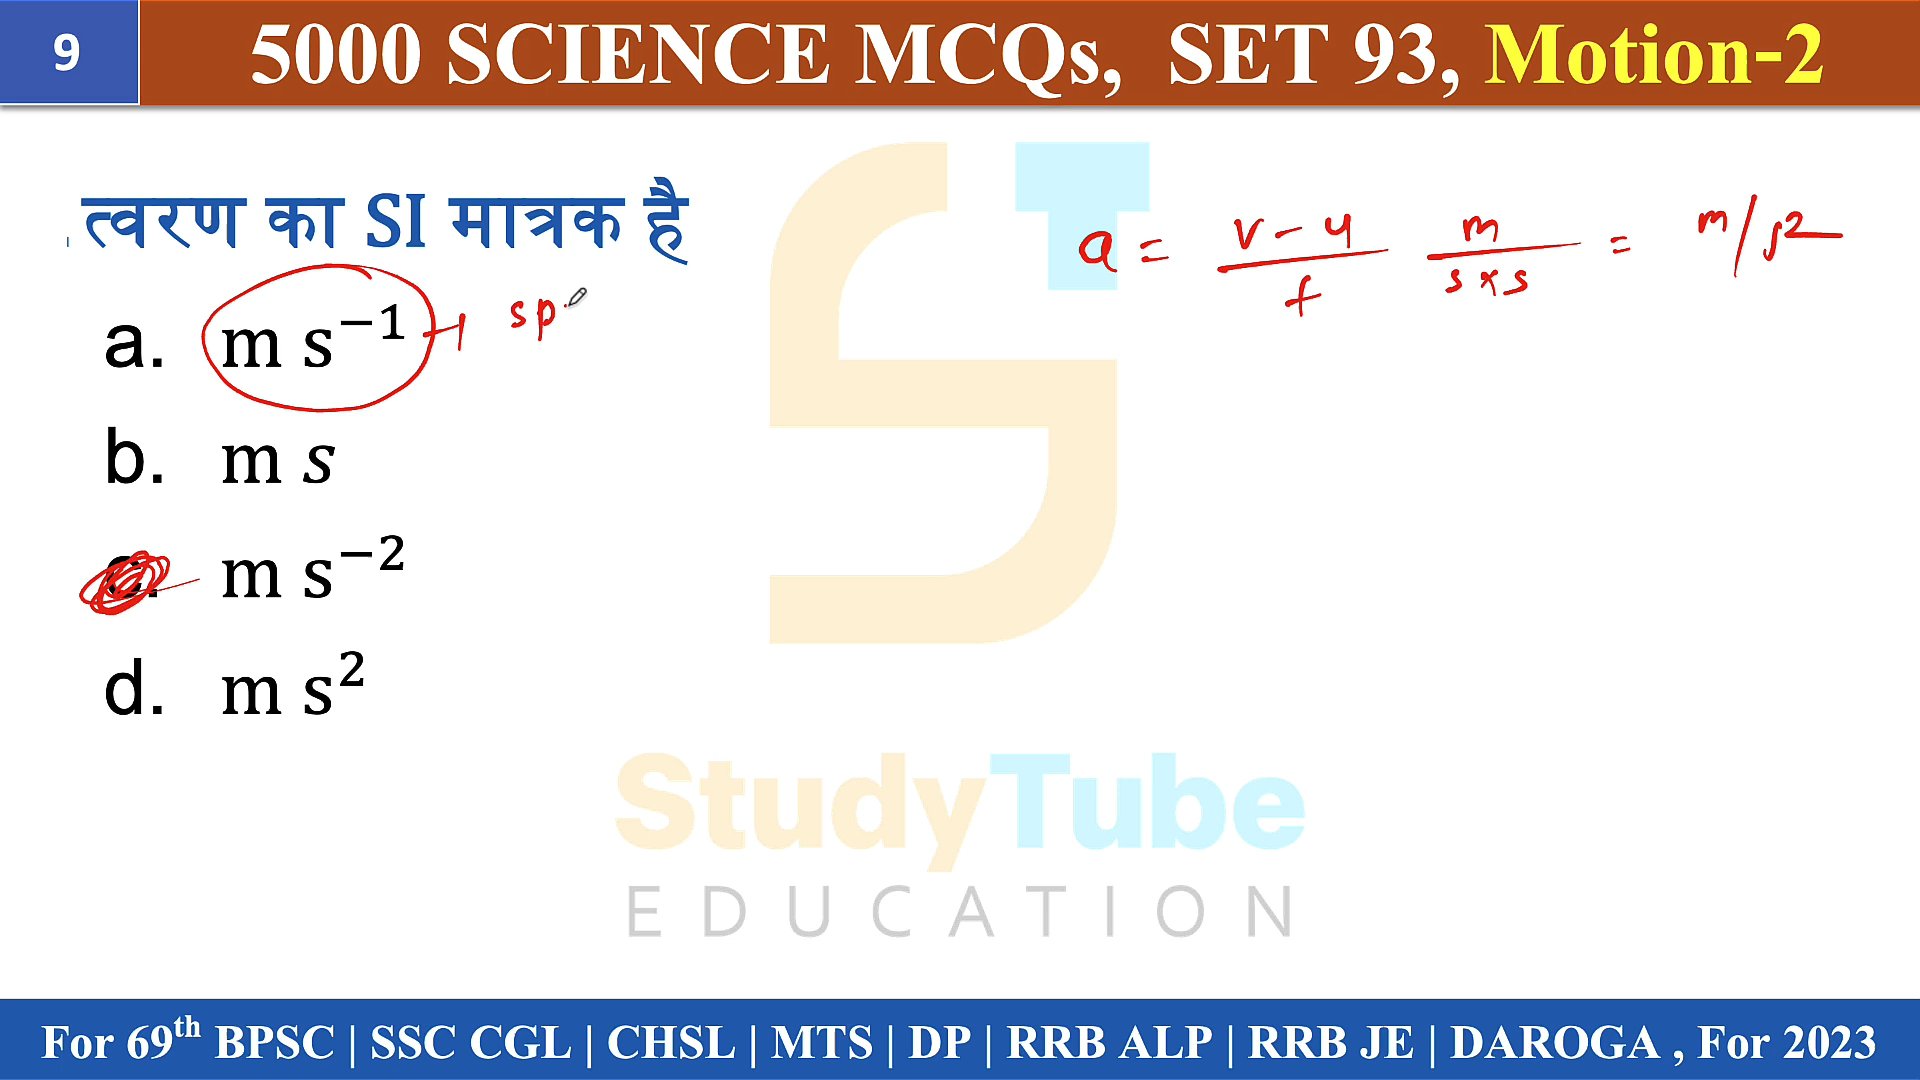 9
5000 SCIENCE MCQs, SET 93, Motion-2
त्वरण का SI मात्रक है
a = v - u / t m / s x s = m/s2
a. m s⁻¹ sp
b. m s
c. m s⁻²
d. m s²
StudyTube
EDUCATION
For 69th BPSC | SSC CGL | CHSL | MTS | DP | RRB ALP | RRB JE | DAROGA , For 2023